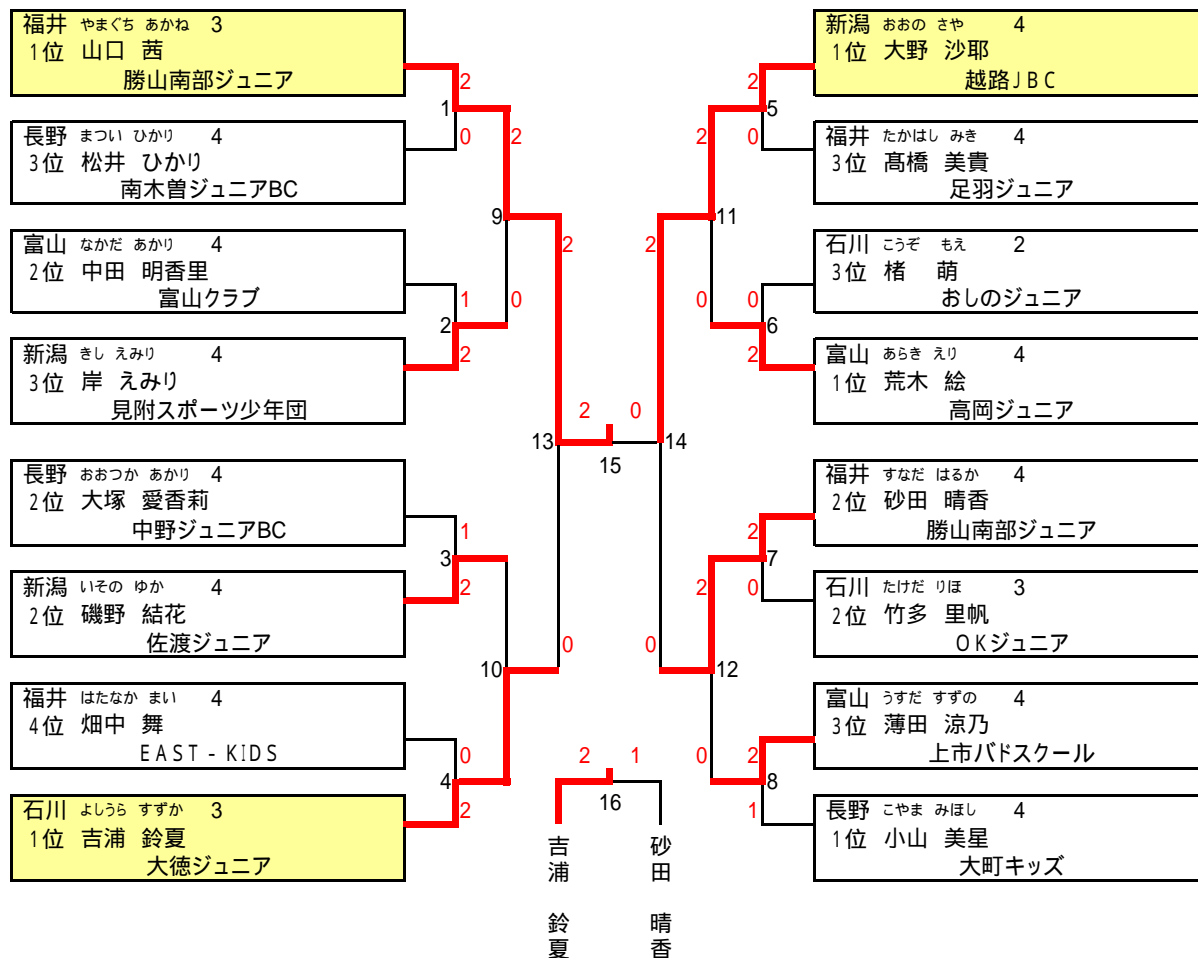 福井 やまぐち あかね 3
1位 山口 茜
勝山南部ジュニア
長野 まつい ひかり 4
3位 松井 ひかり
南木曽ジュニアBC
富山 なかだ あかり 4
2位 中田 明香里
富山クラブ
新潟 きし えみり 4
3位 岸 えみり
見附スポーツ少年団
長野 おおつか あかり 4
2位 大塚 愛香莉
中野ジュニアBC
新潟 いその ゆか 4
2位 磯野 結花
佐渡ジュニア
福井 はたなか まい 4
4位 畑中 舞
EAST-KIDS
石川 よしうら すずか 3
1位 吉浦 鈴夏
大徳ジュニア
2
1
0
2
9
1
0
2
2
2
1
3
2
10
0
4
2
0
13
2 0
15
14
2 1
16
吉浦 鈴夏
砂田 晴香
2
5
2
0
11
2
0
0
6
2
2
7
2
0
0
12
0
2
8
1
新潟 おおの さや 4
1位 大野 沙耶
越路JBC
福井 たかはし みき 4
3位 髙橋 美貴
足羽ジュニア
石川 こうぞ もえ 2
3位 楮 萌
おしのジュニア
富山 あらき えり 4
1位 荒木 絵
高岡ジュニア
福井 すなだ はるか 4
2位 砂田 晴香
勝山南部ジュニア
石川 たけだ りほ 3
2位 竹多 里帆
OKジュニア
富山 うすだ すずの 4
3位 薄田 涼乃
上市バドスクール
長野 こやま みほし 4
1位 小山 美星
大町キッズ